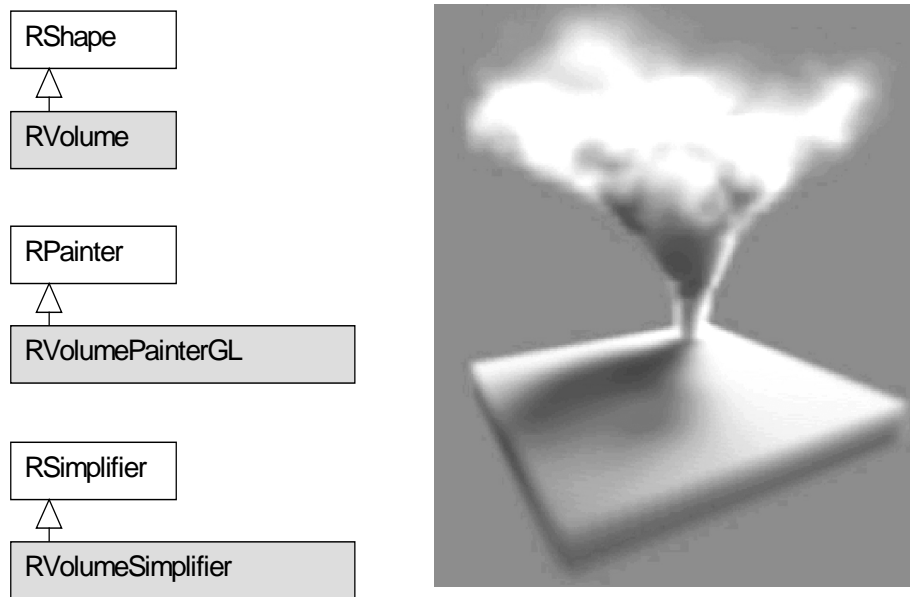 RShape
RVolume
RPainter
RVolumePainterGL
RSimplifier
RVolumeSimplifier